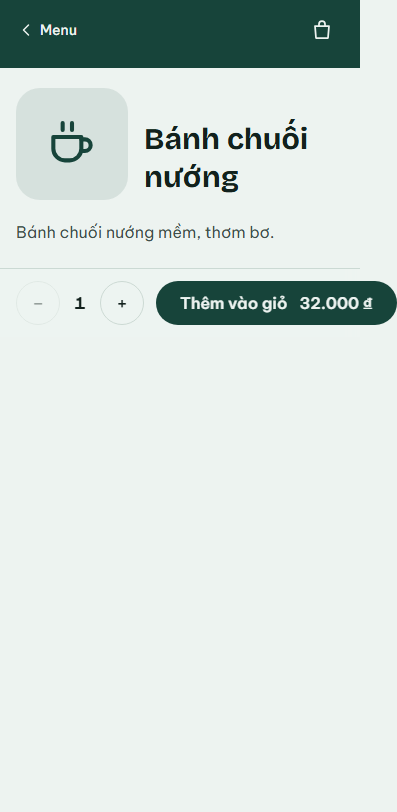 Menu
Bánh chuối
nướng
Bánh chuối nướng mềm, thơm bơ.
− 1 + Thêm vào giỏ 32.000 ₫